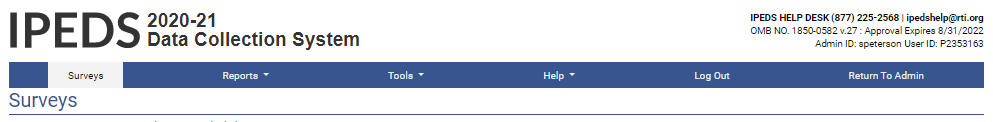 IPEDS 2020-21
Data Collection System
IPEDS HELP DESK (877) 225-2568 | ipedshelp@rti.org
OMB NO. 1850-0582 v.27 : Approval Expires 8/31/2022
Admin ID: speterson User ID: P2353163
Surveys Reports Tools Help Log Out Return To Admin
Surveys